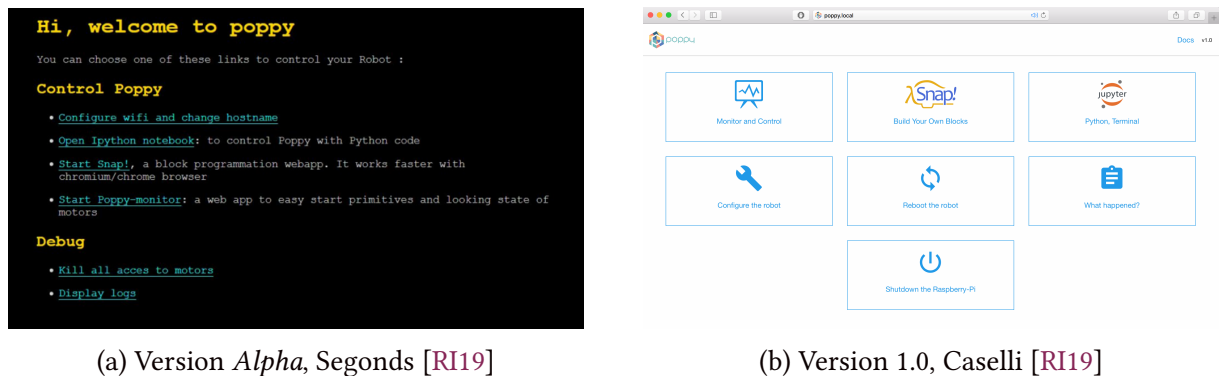 Hi, welcome to poppy
You can choose one of these links to control your Robot :
Control Poppy
• Configure wifi and change hostname
• Open Ipython notebook: to control Poppy with Python code
• Start Snap!, a block programmation webapp. It works faster with
chromium/chrome browser
• Start Poppy-monitor: a web app to easy start primitives and looking state of
motors
Debug
• Kill all acces to motors
• Display logs
(a) Version Alpha, Segonds [RI19]
poppy.local
poppy
Docs v1.0
Monitor and Control
Snap!
Build Your Own Blocks
jupyter
Python, Terminal
Configure the robot
Reboot the robot
What happened?
Shutdown the Raspberry-Pi
(b) Version 1.0, Caselli [RI19]